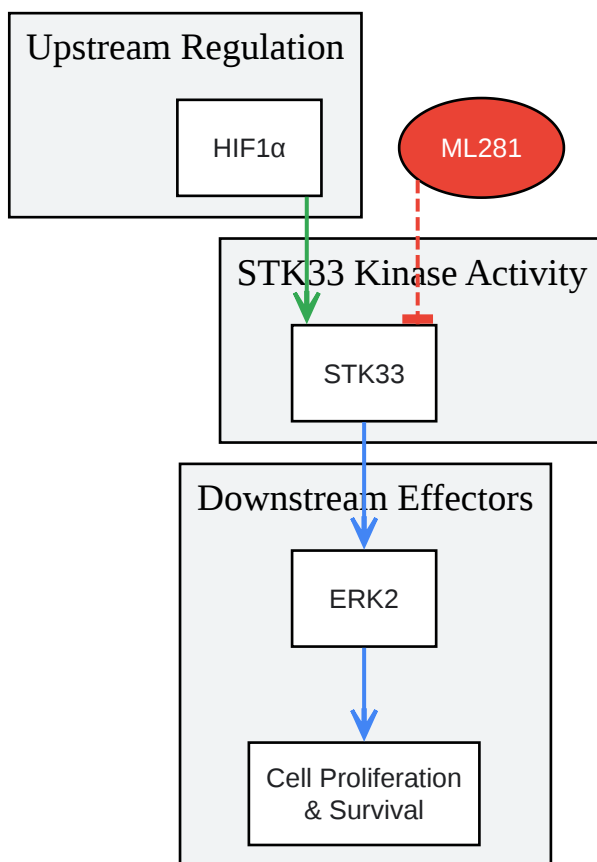 Upstream Regulation
HIF1α
ML281
STK33 Kinase Activity
STK33
Downstream Effectors
ERK2
Cell Proliferation
& Survival